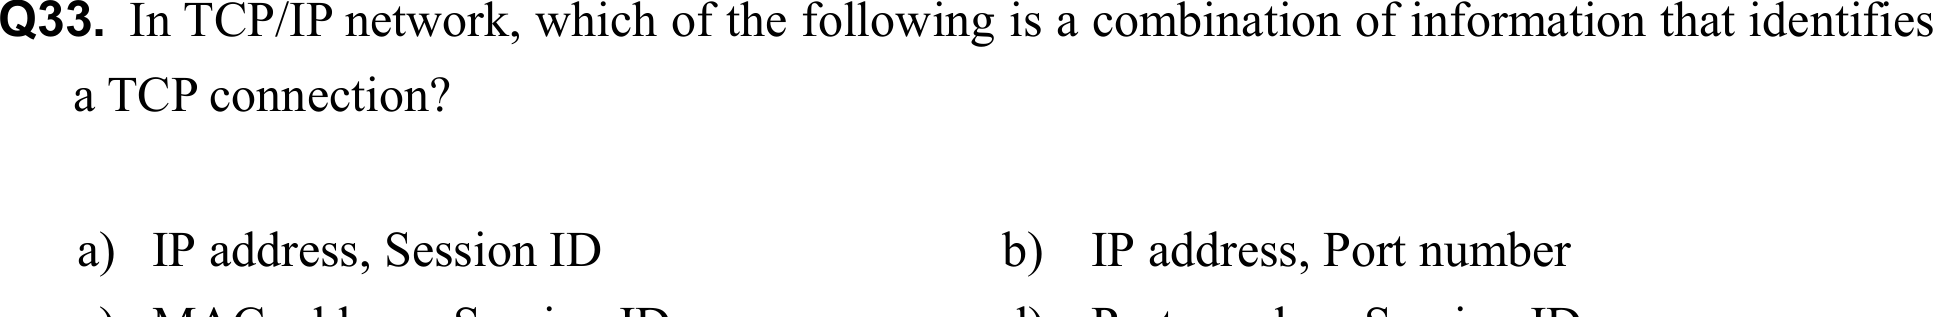 Q33. In TCP/IP network, which of the following is a combination of information that identifies
a TCP connection?
a) IP address, Session ID
b) IP address, Port number